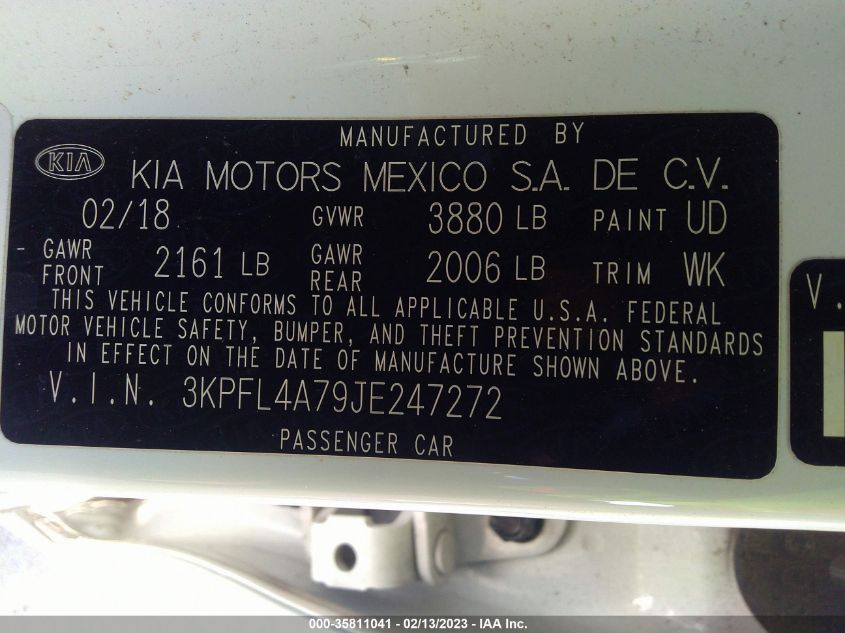 MANUFACTURED BY
KIA KIA MOTORS MEXICO S.A. DE C.V.
02/18 GVWR 3880 LB PAINT UD
GAWR FRONT 2161 LB GAWR REAR 2006 LB TRIM WK
THIS VEHICLE CONFORMS TO ALL APPLICABLE U.S.A. FEDERAL
MOTOR VEHICLE SAFETY, BUMPER, AND THEFT PREVENTION STANDARDS
IN EFFECT ON THE DATE OF MANUFACTURE SHOWN ABOVE.
V.I.N. 3KPFL4A79JE247272
PASSENGER CAR
V.
000-35811041 - 02/13/2023 - IAA Inc.